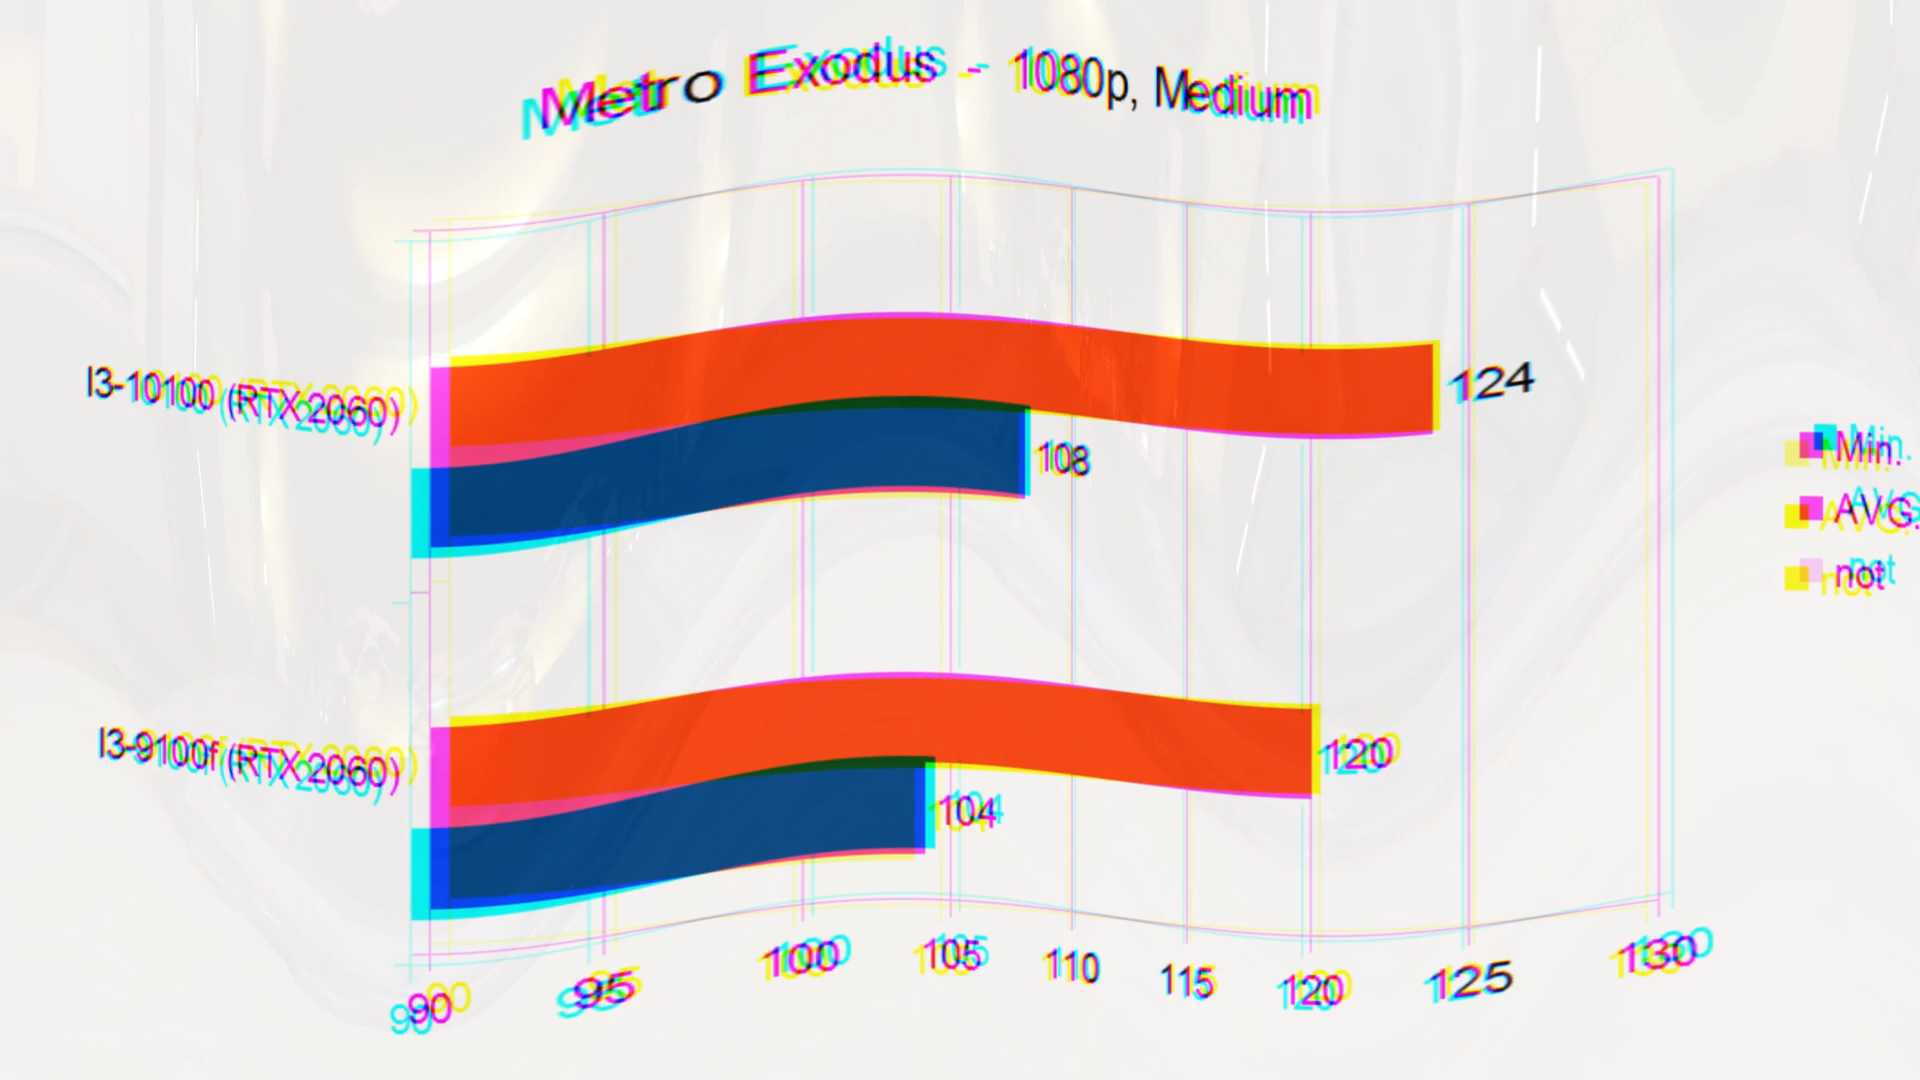 Metro Exodus - 1080p, Medium
I3-10100 (RTX 2060)
124
108
I3-9100f (RTX 2060)
120
104
Min.
AVG.
not
90 95 100 105 110 115 120 125 130